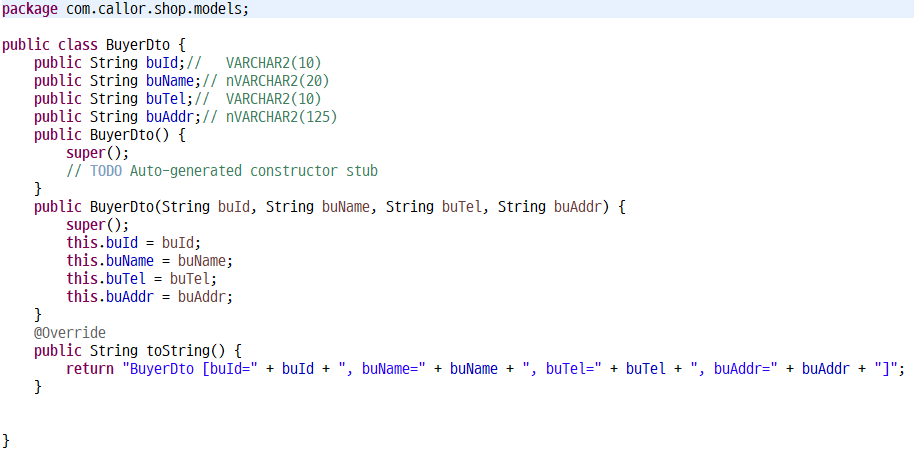 package com.callor.shop.models;

public class BuyerDto {
    public String buId;//   VARCHAR2(10)
    public String buName;// nVARCHAR2(20)
    public String buTel;//  VARCHAR2(10)
    public String buAddr;// nVARCHAR2(125)
    public BuyerDto() {
        super();
        // TODO Auto-generated constructor stub
    }
    public BuyerDto(String buId, String buName, String buTel, String buAddr) {
        super();
        this.buId = buId;
        this.buName = buName;
        this.buTel = buTel;
        this.buAddr = buAddr;
    }
    @Override
    public String toString() {
        return "BuyerDto [buId=" + buId + ", buName=" + buName + ", buTel=" + buTel + ", buAddr=" + buAddr + "]";
    }


}